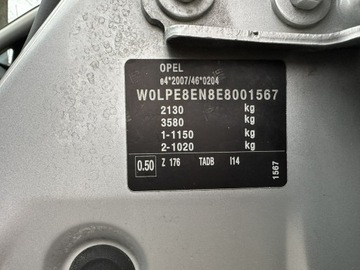 OPEL
e4*2007/46*0204
W0LPE8EN8E8001567
2130 kg
3580 kg
1-1150 kg
2-1020 kg
0.50 Z 176 TADB I14
1567